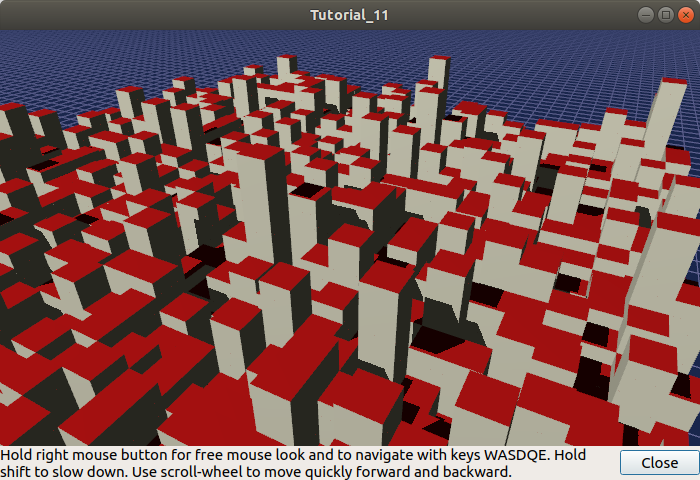 Tutorial_11
Hold right mouse button for free mouse look and to navigate with keys WASDQE. Hold
shift to slow down. Use scroll-wheel to move quickly forward and backward.
Close